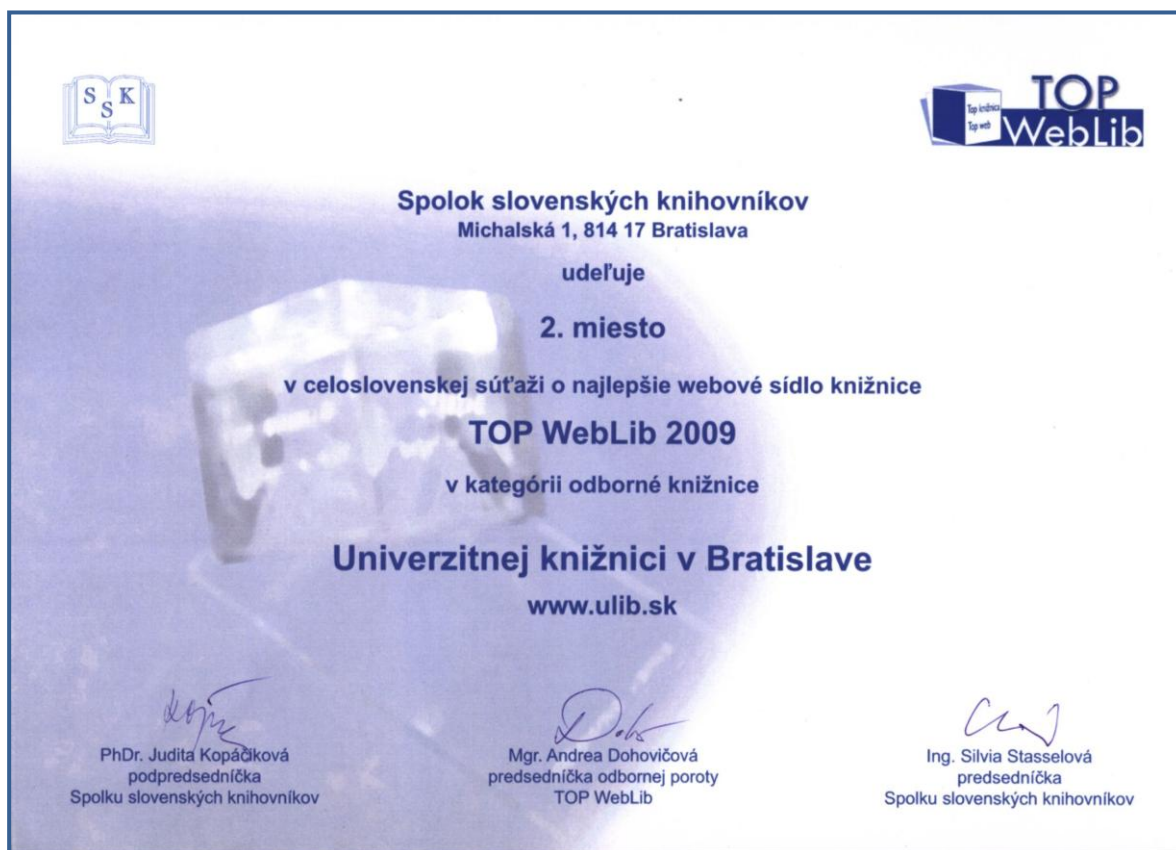 S S K
Top knižnica
Top web
TOP
WebLib
Spolok slovenských knihovníkov
Michalská 1, 814 17 Bratislava
udeľuje
2. miesto
v celoslovenskej súťaži o najlepšie webové sídlo knižnice
TOP WebLib 2009
v kategórii odborné knižnice
Univerzitnej knižnici v Bratislave
www.ulib.sk
PhDr. Judita Kopáčiková
podpredsedníčka
Spolku slovenských knihovníkov
Mgr. Andrea Dohovičová
predsedníčka odbornej poroty
TOP WebLib
Ing. Silvia Stasselová
predsedníčka
Spolku slovenských knihovníkov